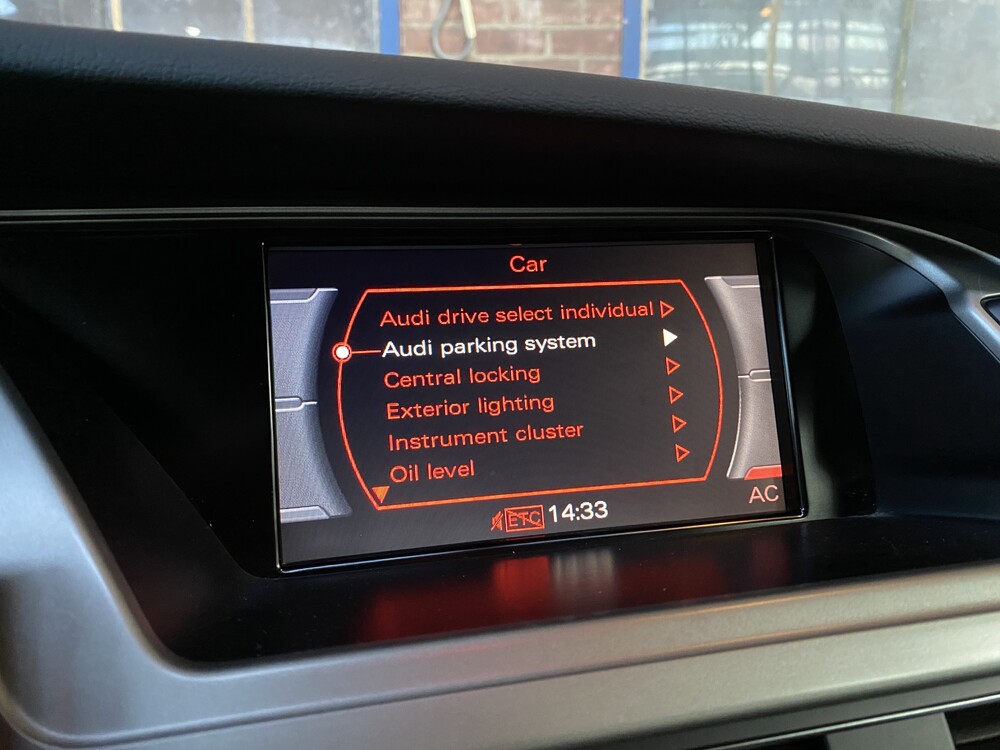 Car
Audi drive select individual
Audi parking system
Central locking
Exterior lighting
Instrument cluster
Oil level
ETC 14:33
AC